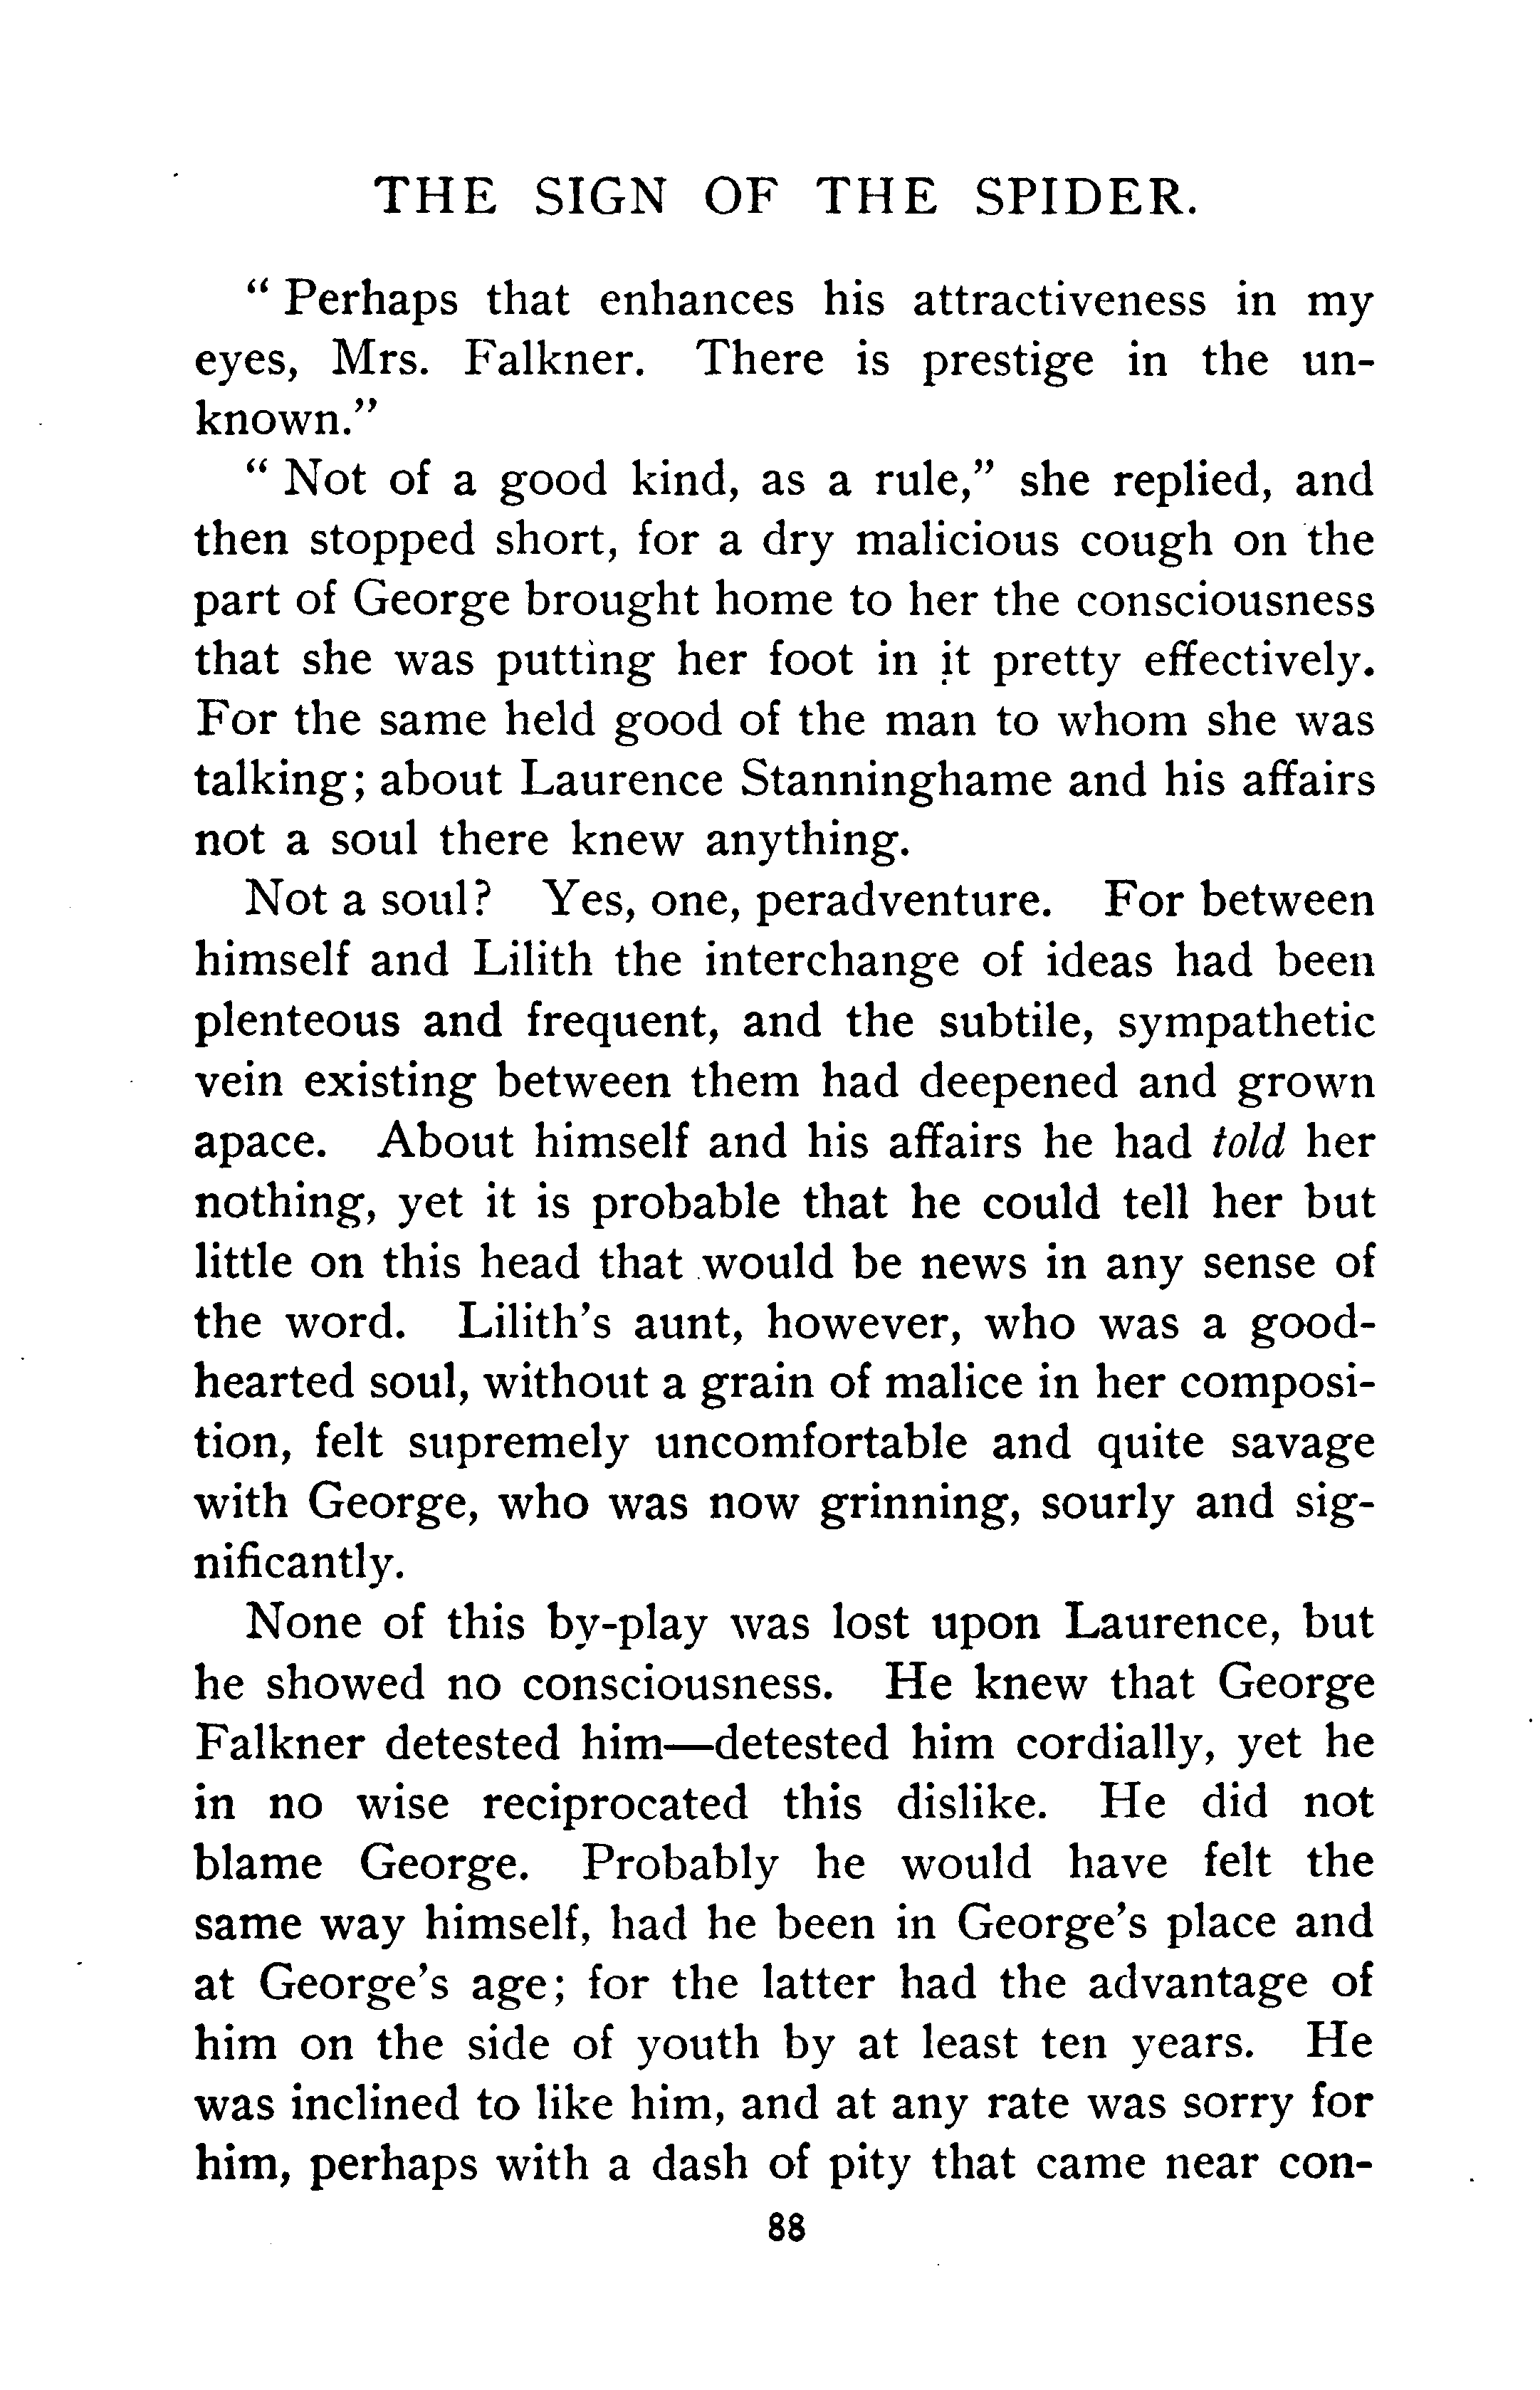 THE SIGN OF THE SPIDER.
“ Perhaps that enhances his attractiveness in my
eyes, Mrs. Falkner. There is prestige in the un-
known.”
“ Not of a good kind, as a rule,” she replied, and
then stopped short, for a dry malicious cough on the
part of George brought home to her the consciousness
that she was putting her foot in it pretty effectively.
For the same held good of the man to whom she was
talking; about Laurence Stanninghame and his affairs
not a soul there knew anything.
Not a soul? Yes, one, peradventure. For between
himself and Lilith the interchange of ideas had been
plenteous and frequent, and the subtile, sympathetic
vein existing between them had deepened and grown
apace. About himself and his affairs he had told her
nothing, yet it is probable that he could tell her but
little on this head that would be news in any sense of
the word. Lilith’s aunt, however, who was a good-
hearted soul, without a grain of malice in her composi-
tion, felt supremely uncomfortable and quite savage
with George, who was now grinning, sourly and sig-
nificantly.
None of this by-play was lost upon Laurence, but
he showed no consciousness. He knew that George
Falkner detested him—detested him cordially, yet he
in no wise reciprocated this dislike. He did not
blame George. Probably he would have felt the
same way himself, had he been in George’s place and
at George’s age; for the latter had the advantage of
him on the side of youth by at least ten years. He
was inclined to like him, and at any rate was sorry for
him, perhaps with a dash of pity that came near con-
88